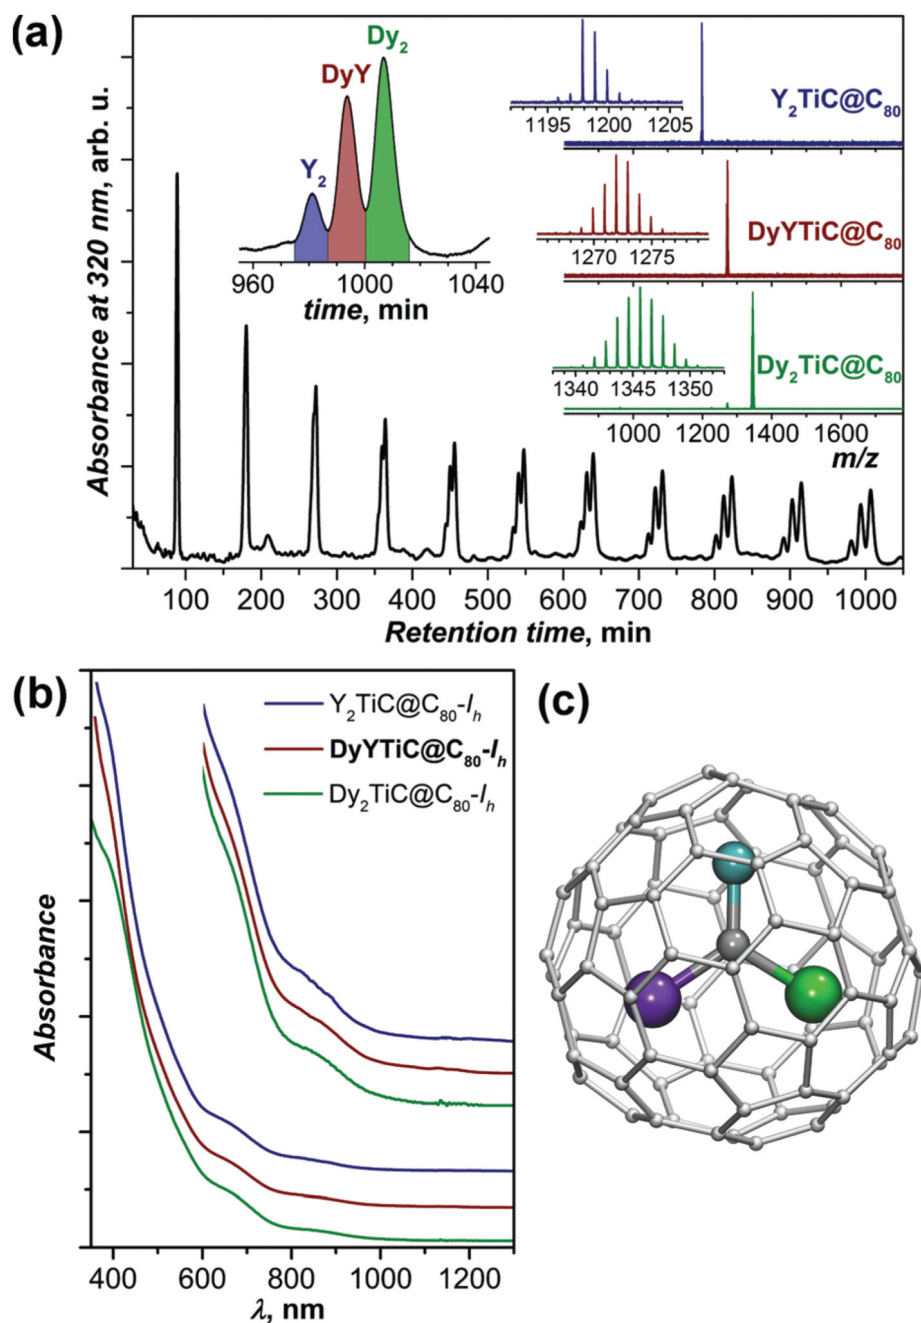 (a)
Absorbance at 320 nm, arb. u.
Y2
DyY
Dy2
960 1000 1040
time, min
1195 1200 1205
Y2TiC@C80
1270 1275
DyYTiC@C80
1340 1345 1350
Dy2TiC@C80
1000 1200 1400 1600
m/z
100 200 300 400 500 600 700 800 900 1000
Retention time, min
(b)
Y2TiC@C80-Ih
DyYTiC@C80-Ih
Dy2TiC@C80-Ih
Absorbance
400 600 800 1000 1200
λ, nm
(c)